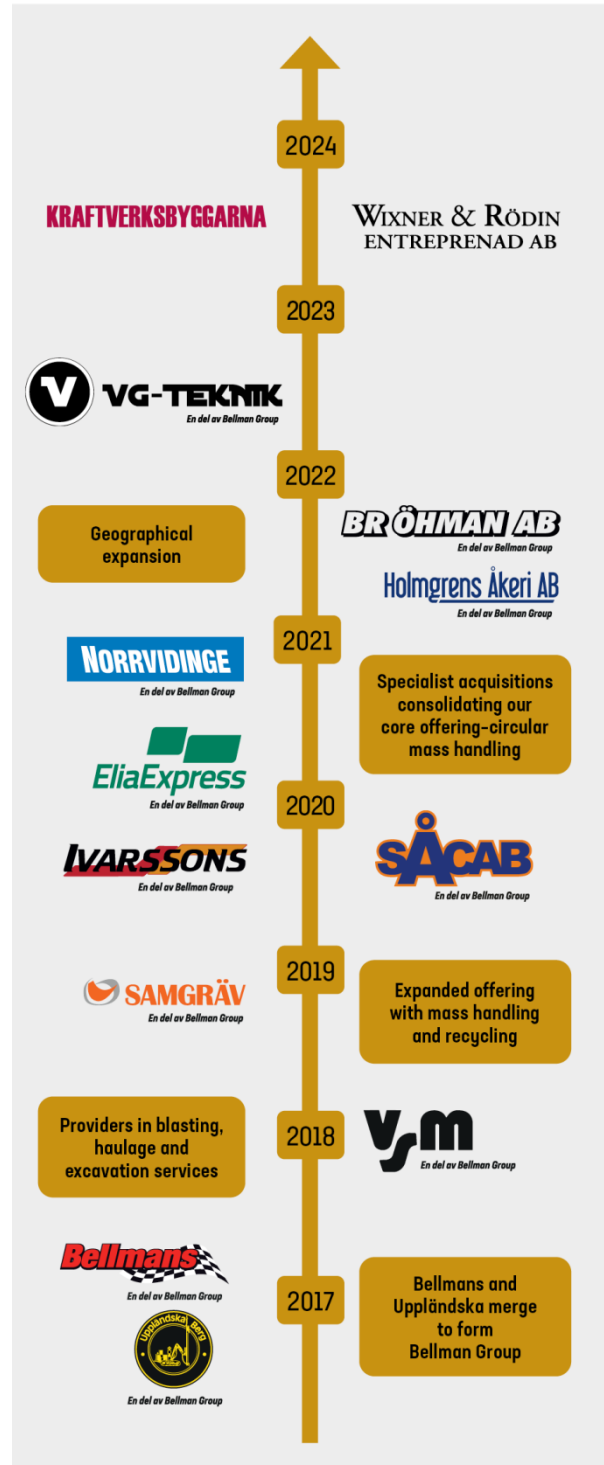 2024
KRAFTVERKSBYGGARNA
WIXNER & RÖDIN
ENTREPRENAD AB
2023
V
VG-TEKNIK
En del av Bellman Group
2022
Geographical
expansion
BR ÖHMAN AB
En del av Bellman Group
Holmgrens Åkeri AB
En del av Bellman Group
2021
NORRVIDINGE
En del av Bellman Group
Specialist acquisitions
consolidating our
core offering-circular
mass handling
EliaExpress
En del av Bellman Group
2020
IVARSSONS
En del av Bellman Group
SÅCAB
En del av Bellman Group
2019
SAMGRÄV
En del av Bellman Group
Expanded offering
with mass handling
and recycling
Providers in blasting,
haulage and
excavation services
2018
VSM
En del av Bellman Group
Bellmans
En del av Bellman Group
2017
Bellmans and
Uppländska merge
to form
Bellman Group
Uppländska Berg
En del av Bellman Group